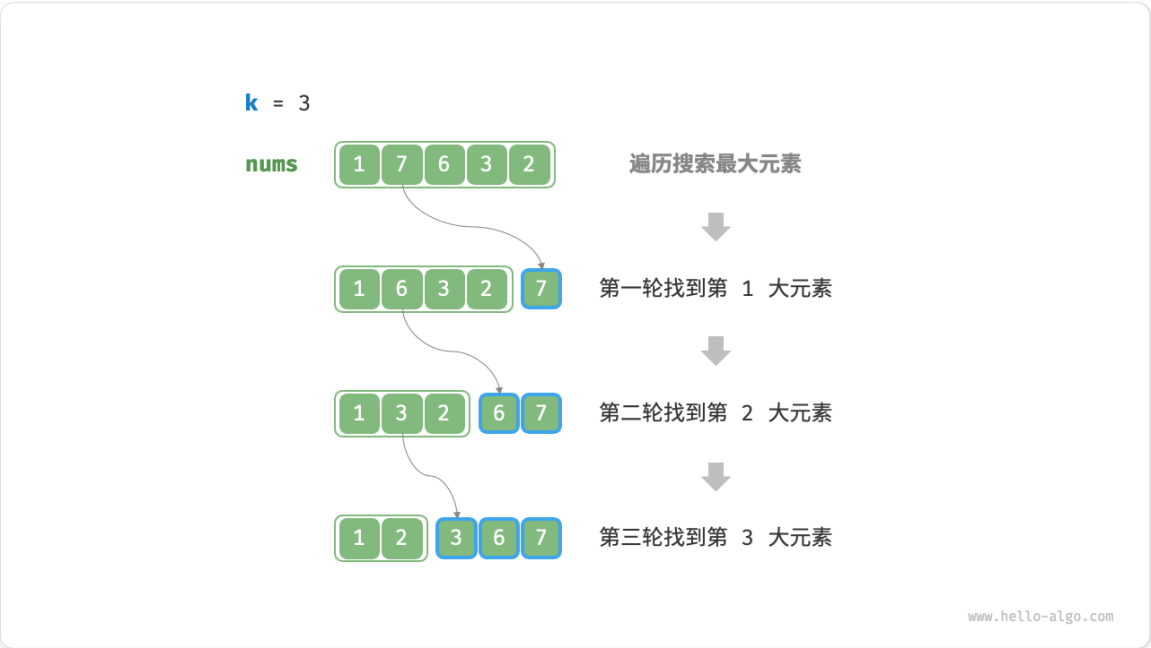 k = 3
nums 1 7 6 3 2 遍历搜索最大元素
1 6 3 2 7 第一轮找到第 1 大元素
1 3 2 6 7 第二轮找到第 2 大元素
1 2 3 6 7 第三轮找到第 3 大元素
www.hello-algo.com